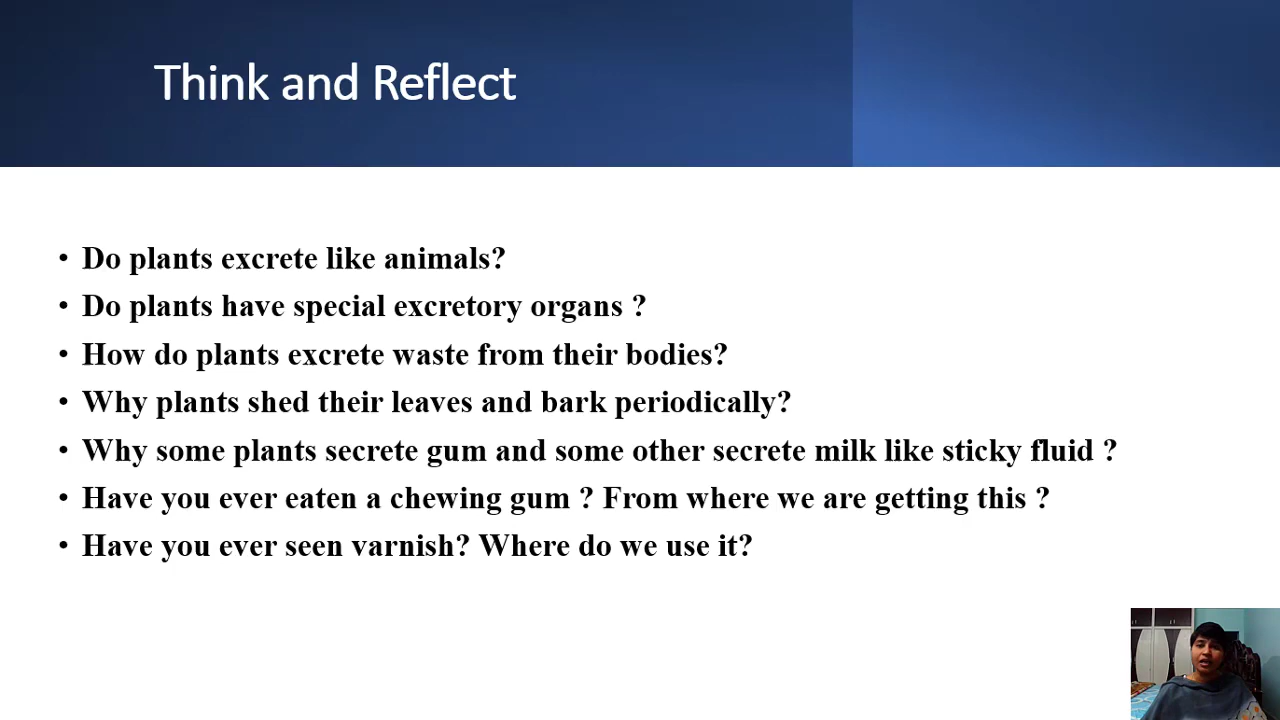 Think and Reflect
• Do plants excrete like animals?
• Do plants have special excretory organs ?
• How do plants excrete waste from their bodies?
• Why plants shed their leaves and bark periodically?
• Why some plants secrete gum and some other secrete milk like sticky fluid ?
• Have you ever eaten a chewing gum ? From where we are getting this ?
• Have you ever seen varnish? Where do we use it?